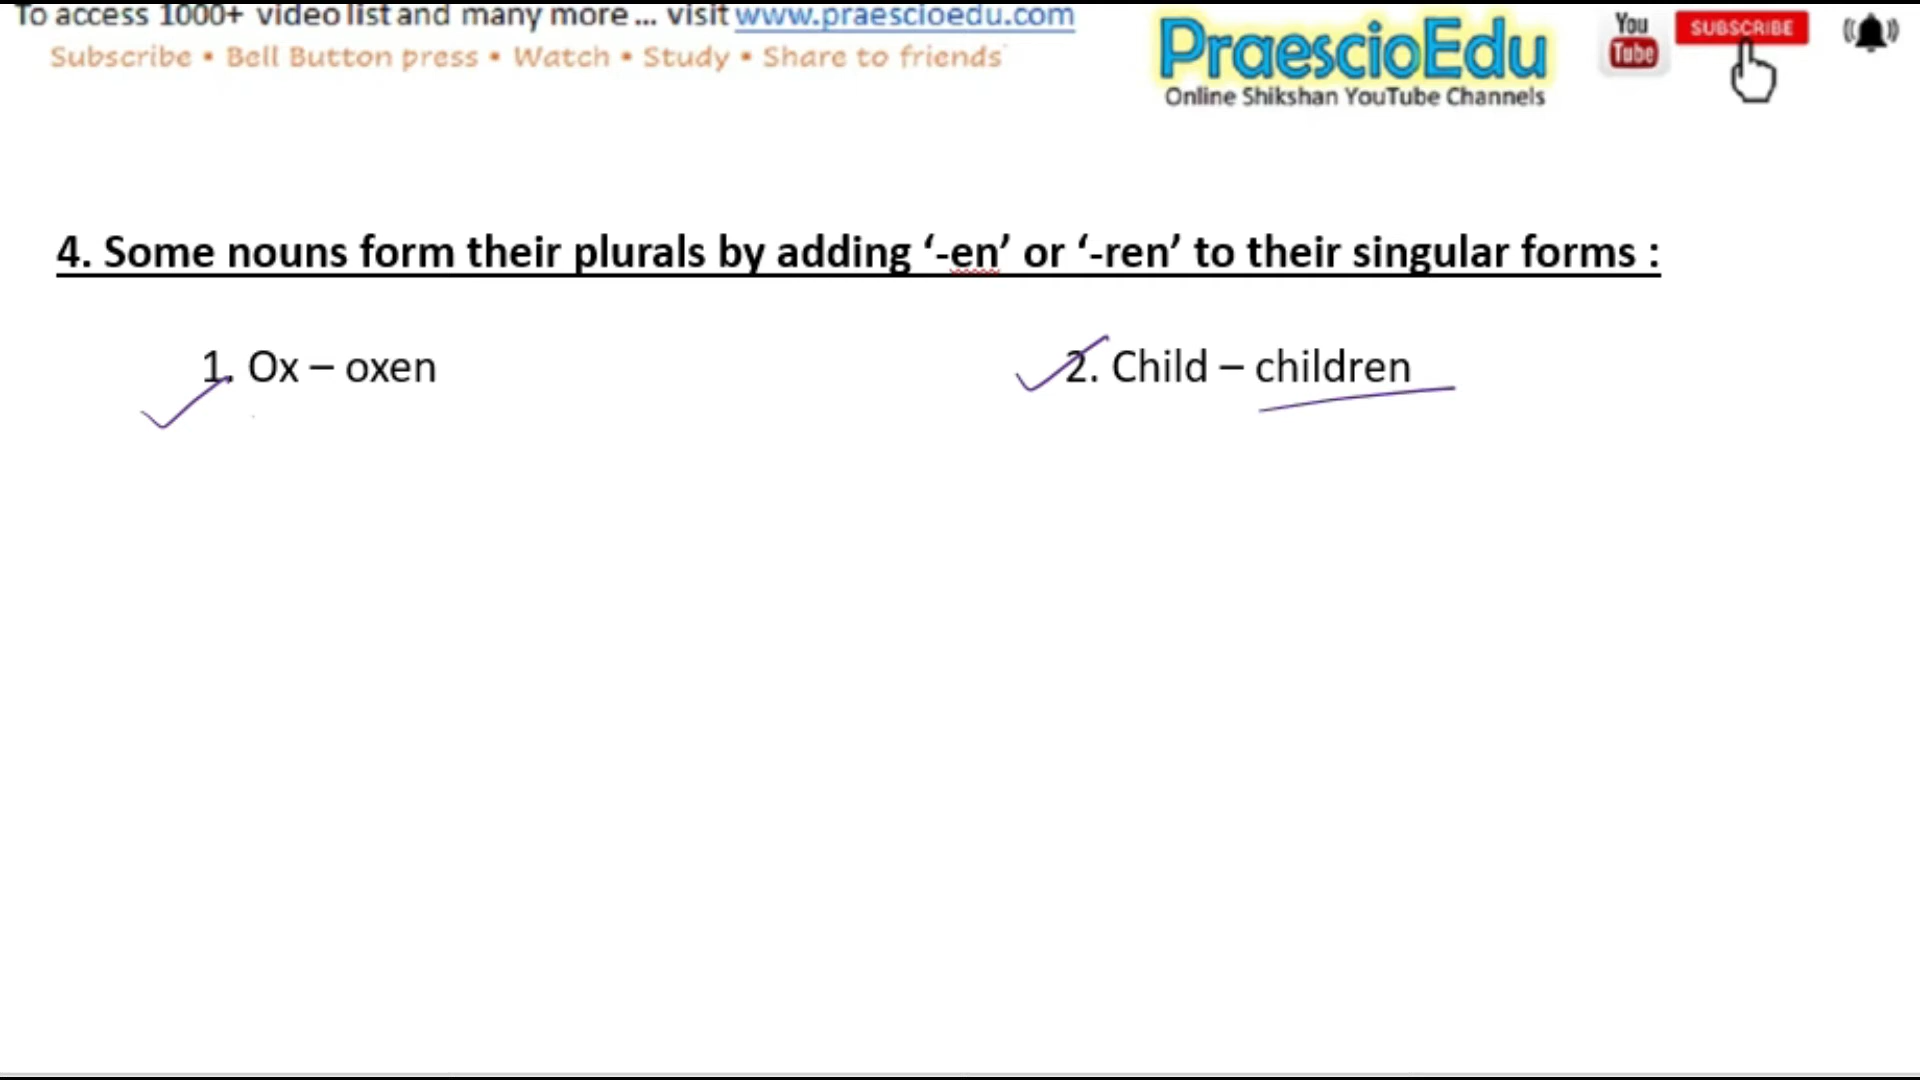 To access 1000+ video list and many more... visit www.praescioedu.com
Subscribe • Bell Button press • Watch • Study • Share to friends
PraescioEdu
Online Shikshan YouTube Channels
You
Tube
SUBSCRIBE
4. Some nouns form their plurals by adding ‘-en’ or ‘-ren’ to their singular forms :
1. Ox – oxen
2. Child – children